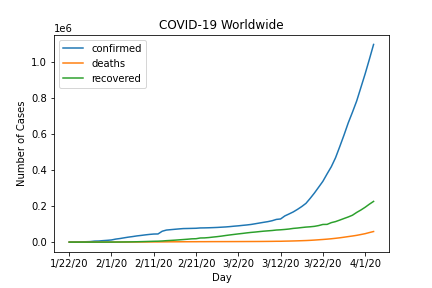 COVID-19 Worldwide
1e6
confirmed
deaths
recovered
Number of Cases
1.0
0.8
0.6
0.4
0.2
0.0
1/22/20 2/1/20 2/11/20 2/21/20 3/2/20 3/12/20 3/22/20 4/1/20
Day